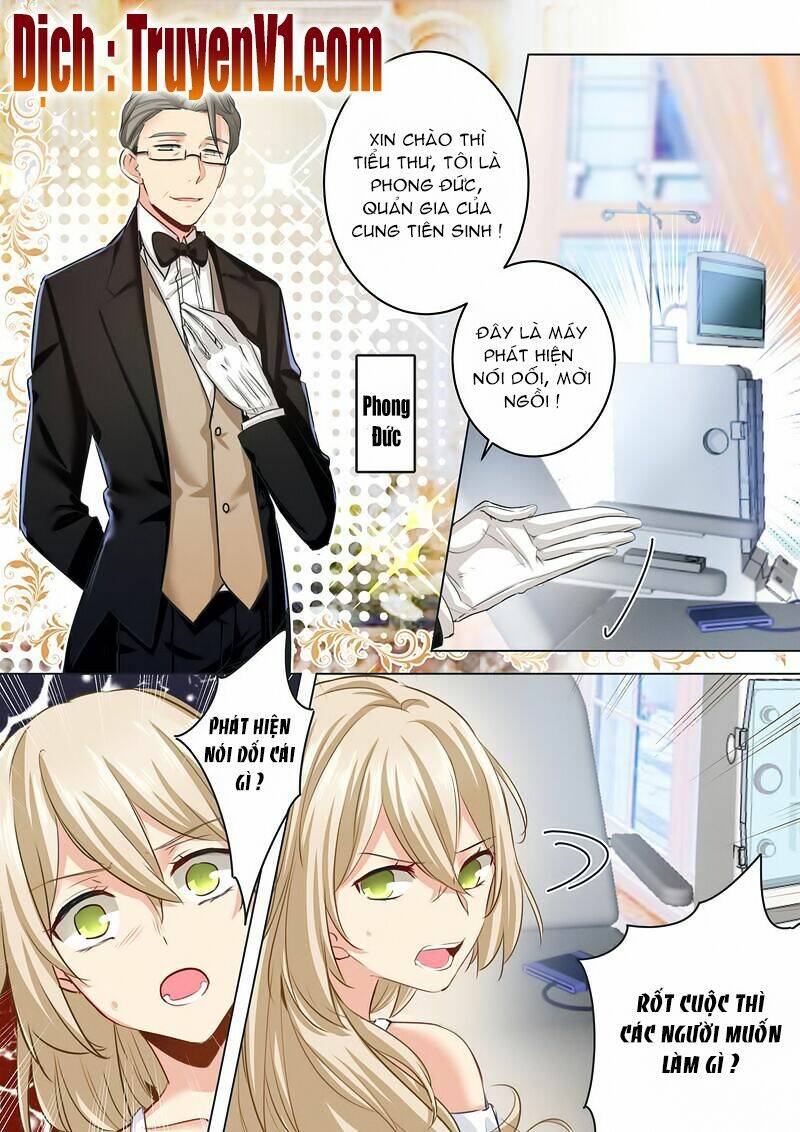 Dịch : TruyenV1.com
XIN CHÀO THÌ
TIỂU THƯ, TÔI LÀ
PHONG ĐỨC,
QUẢN GIA CỦA
CUNG TIÊN SINH !
ĐÂY LÀ MÁY
PHÁT HIỆN
NÓI DỐI, MỜI
NGỒI !
Phong
Đức
PHÁT HIỆN
NÓI DỐI CÁI
GÌ ?
RỐT CUỘC THÌ
CÁC NGƯỜI MUỐN
LÀM GÌ ?